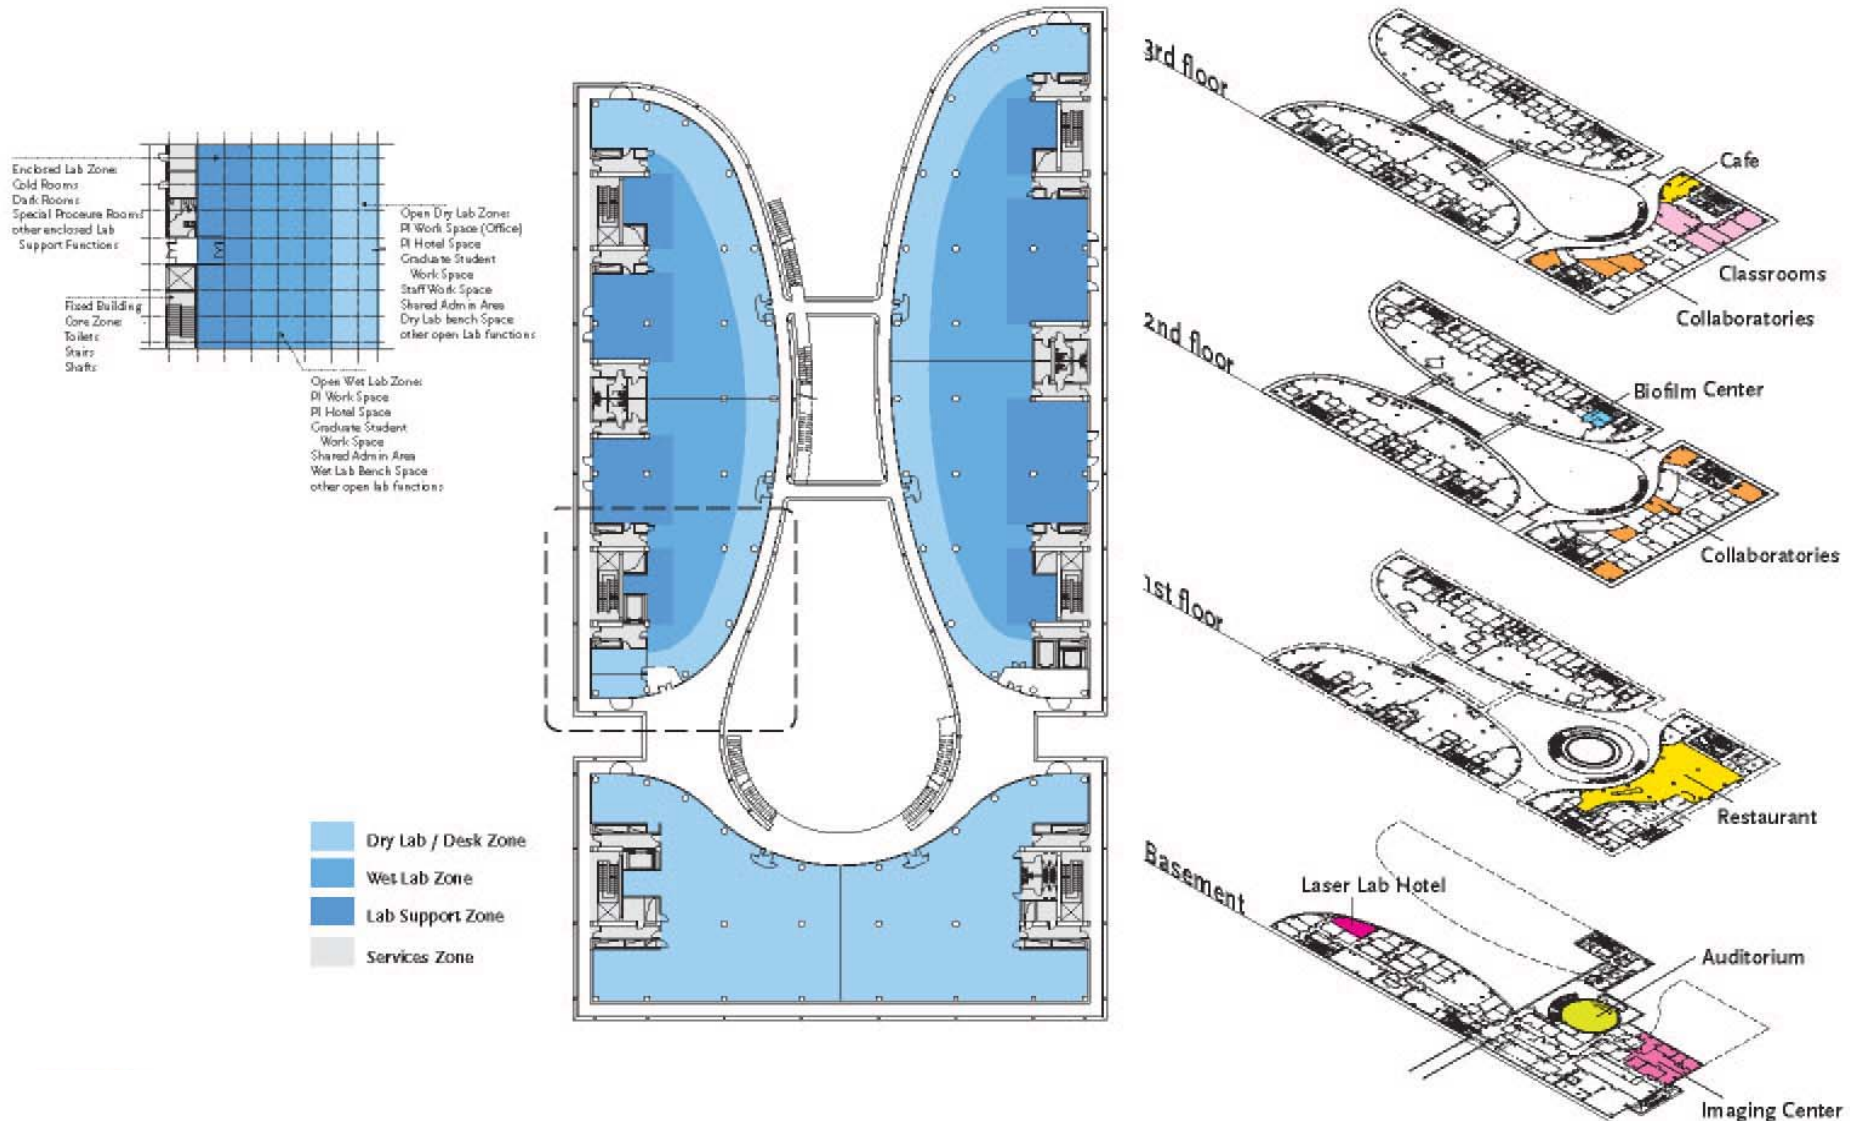 Enclosed Lab Zone:
Cold Rooms
Dark Rooms
Special Proceure Rooms
other enclosed Lab
Support Functions
Fixed Building
Core Zone:
Toilets
Stairs
Shafts
Open Dry Lab Zone:
PI Work Space (Office)
PI Hotel Space
Graduate Student
Work Space
Staff Work Space
Shared Admin Area
Dry Lab bench Space
other open Lab functions
Open Wet Lab Zone:
PI Work Space
PI Hotel Space
Graduate Student
Work Space
Shared Admin Area
Wet Lab Bench Space
other open lab functions
Dry Lab / Desk Zone
Wet Lab Zone
Lab Support Zone
Services Zone
3rd floor
Cafe
Classrooms
Collaboratories
2nd floor
Biofilm Center
Collaboratories
1st floor
Restaurant
Basement
Laser Lab Hotel
Auditorium
Imaging Center